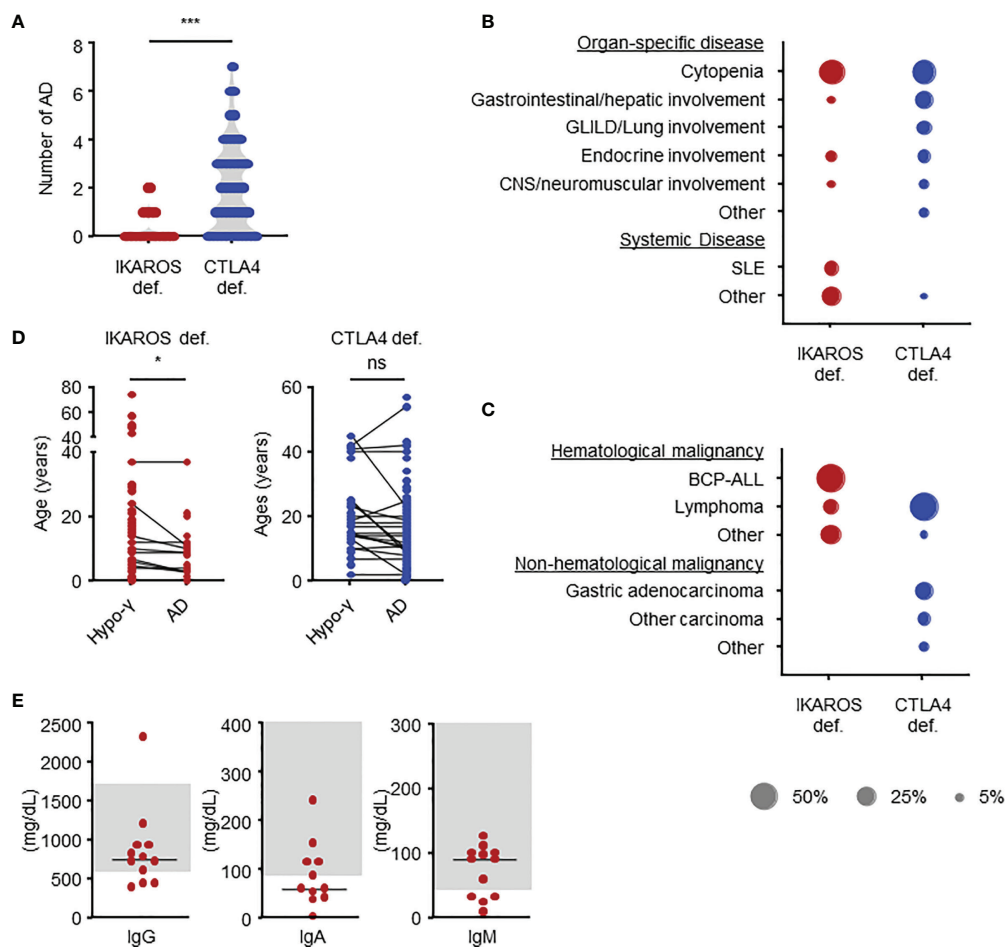 A
***
Number of AD
8
6
4
2
0
IKAROS
def.
CTLA4
def.
B
Organ-specific disease
Cytopenia
Gastrointestinal/hepatic involvement
GLILD/Lung involvement
Endocrine involvement
CNS/neuromuscular involvement
Other
Systemic Disease
SLE
Other
IKAROS
def.
CTLA4
def.
D
IKAROS def.
*
Age (years)
80
60
40
40
20
0
Hypo-γ
AD
CTLA4 def.
ns
Ages (years)
60
40
20
0
Hypo-γ
AD
C
Hematological malignancy
BCP-ALL
Lymphoma
Other
Non-hematological malignancy
Gastric adenocarcinoma
Other carcinoma
Other
IKAROS
def.
CTLA4
def.
50%
25%
5%
E
(mg/dL)
2500
2000
1500
1000
500
0
IgG
(mg/dL)
400
300
200
100
0
IgA
(mg/dL)
300
200
100
0
IgM